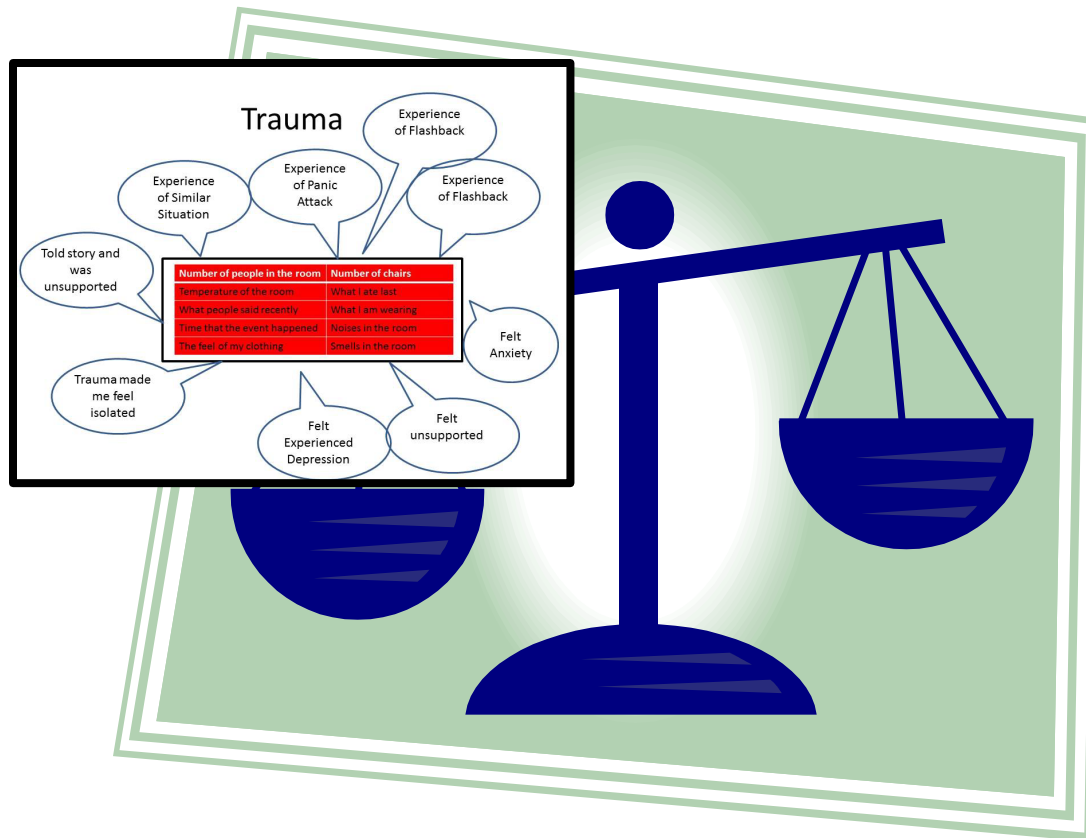 Trauma
Experience
of Flashback
Experience
of Panic
Attack
Experience
of Similar
Situation
Experience
of Flashback
Told story and
was
unsupported
Number of people in the room Number of chairs
Temperature of the room What I ate last
What people said recently What I am wearing
Time that the event happened Noises in the room
The feel of my clothing Smells in the room
Felt
Anxiety
Trauma made
me feel
isolated
Felt
Experienced
Depression
Felt
unsupported